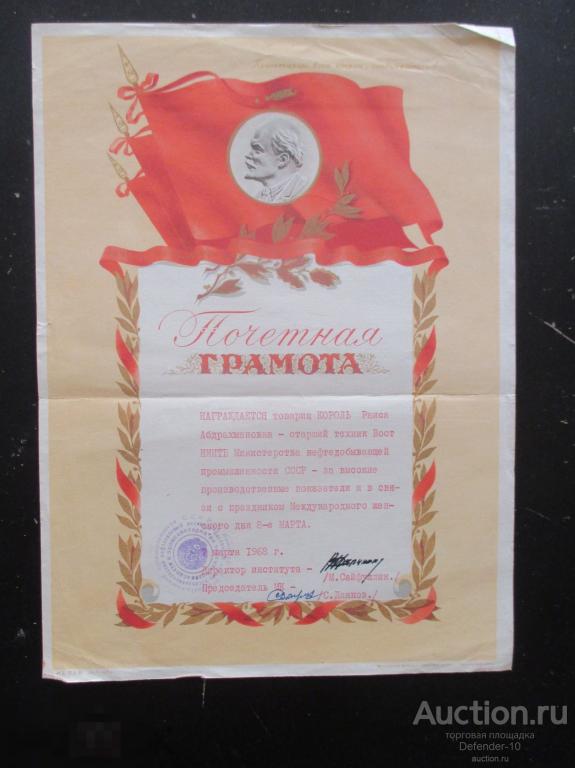 Почетная
ГРАМОТА
НАГРАЖДАЕТСЯ товарищ КОРОЛЬ Раиса
Абдрахмановна - старший техник Вост
НИИТБ Министерства нефтедобывающей
промышленности СССР - за высокие
производственные показатели и в свя-
зи с праздником Международного жен-
ского дня 8-е МАРТА.
марта 1968 г.
Директор института -
/М.Сайфуллин./
Председатель МК -
/С.Даянов./
Auction.ru
торговая площадка
Defender-10
auction.ru